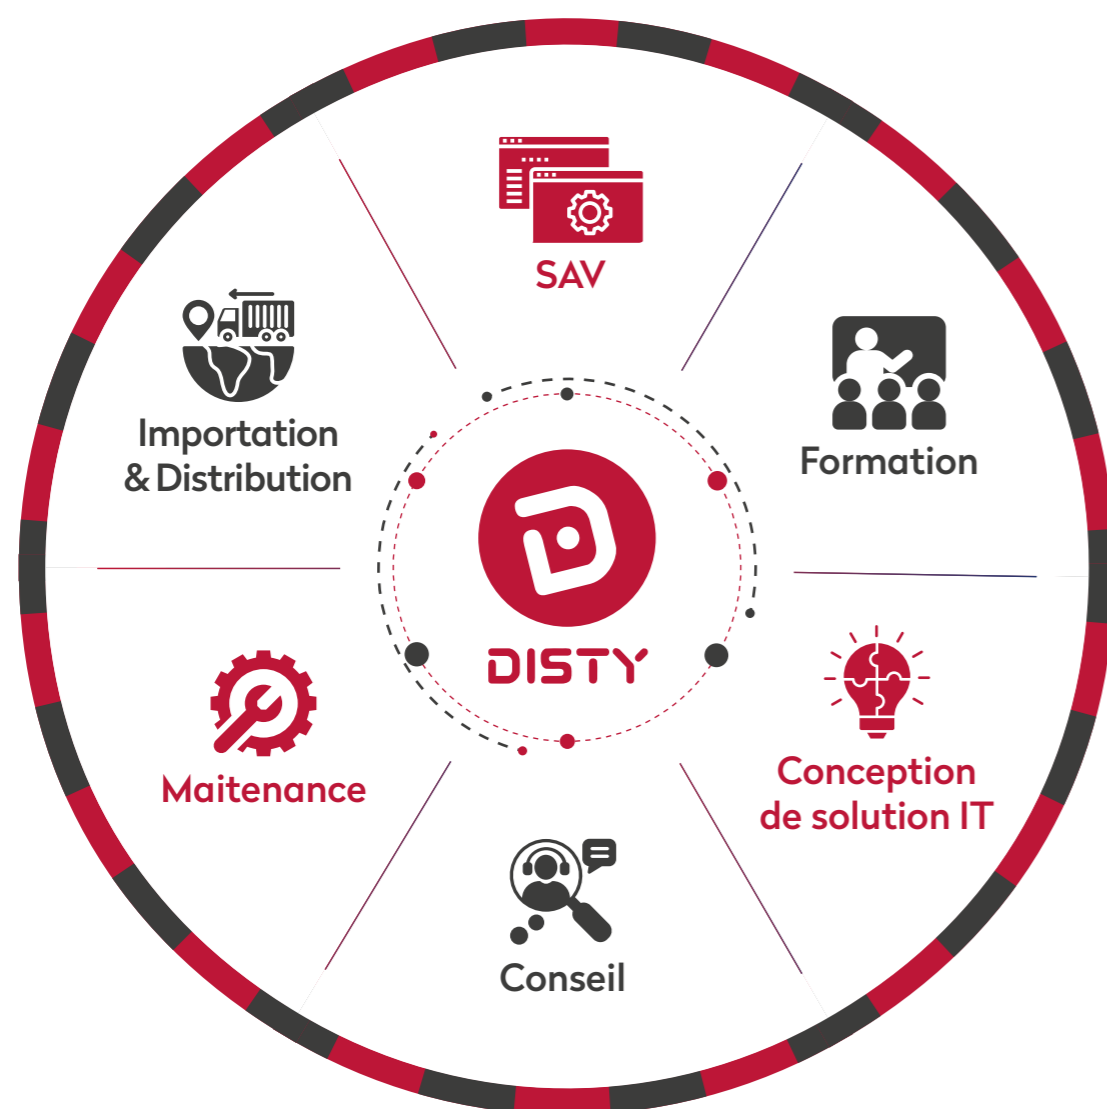 SAV
Formation
Conception
de solution IT
Conseil
Maitenance
Importation
& Distribution
DISTY